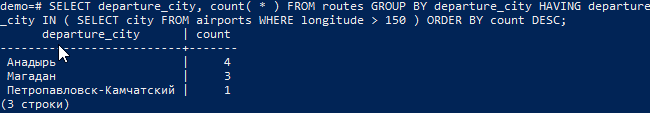 demo=# SELECT departure_city, count( * ) FROM routes GROUP BY departure_city HAVING departure
_city IN ( SELECT city FROM airports WHERE longitude > 150 ) ORDER BY count DESC;
departure_city | count
--------------------------+-------
Анадырь | 4
Магадан | 3
Петропавловск-Камчатский | 1
(3 строки)